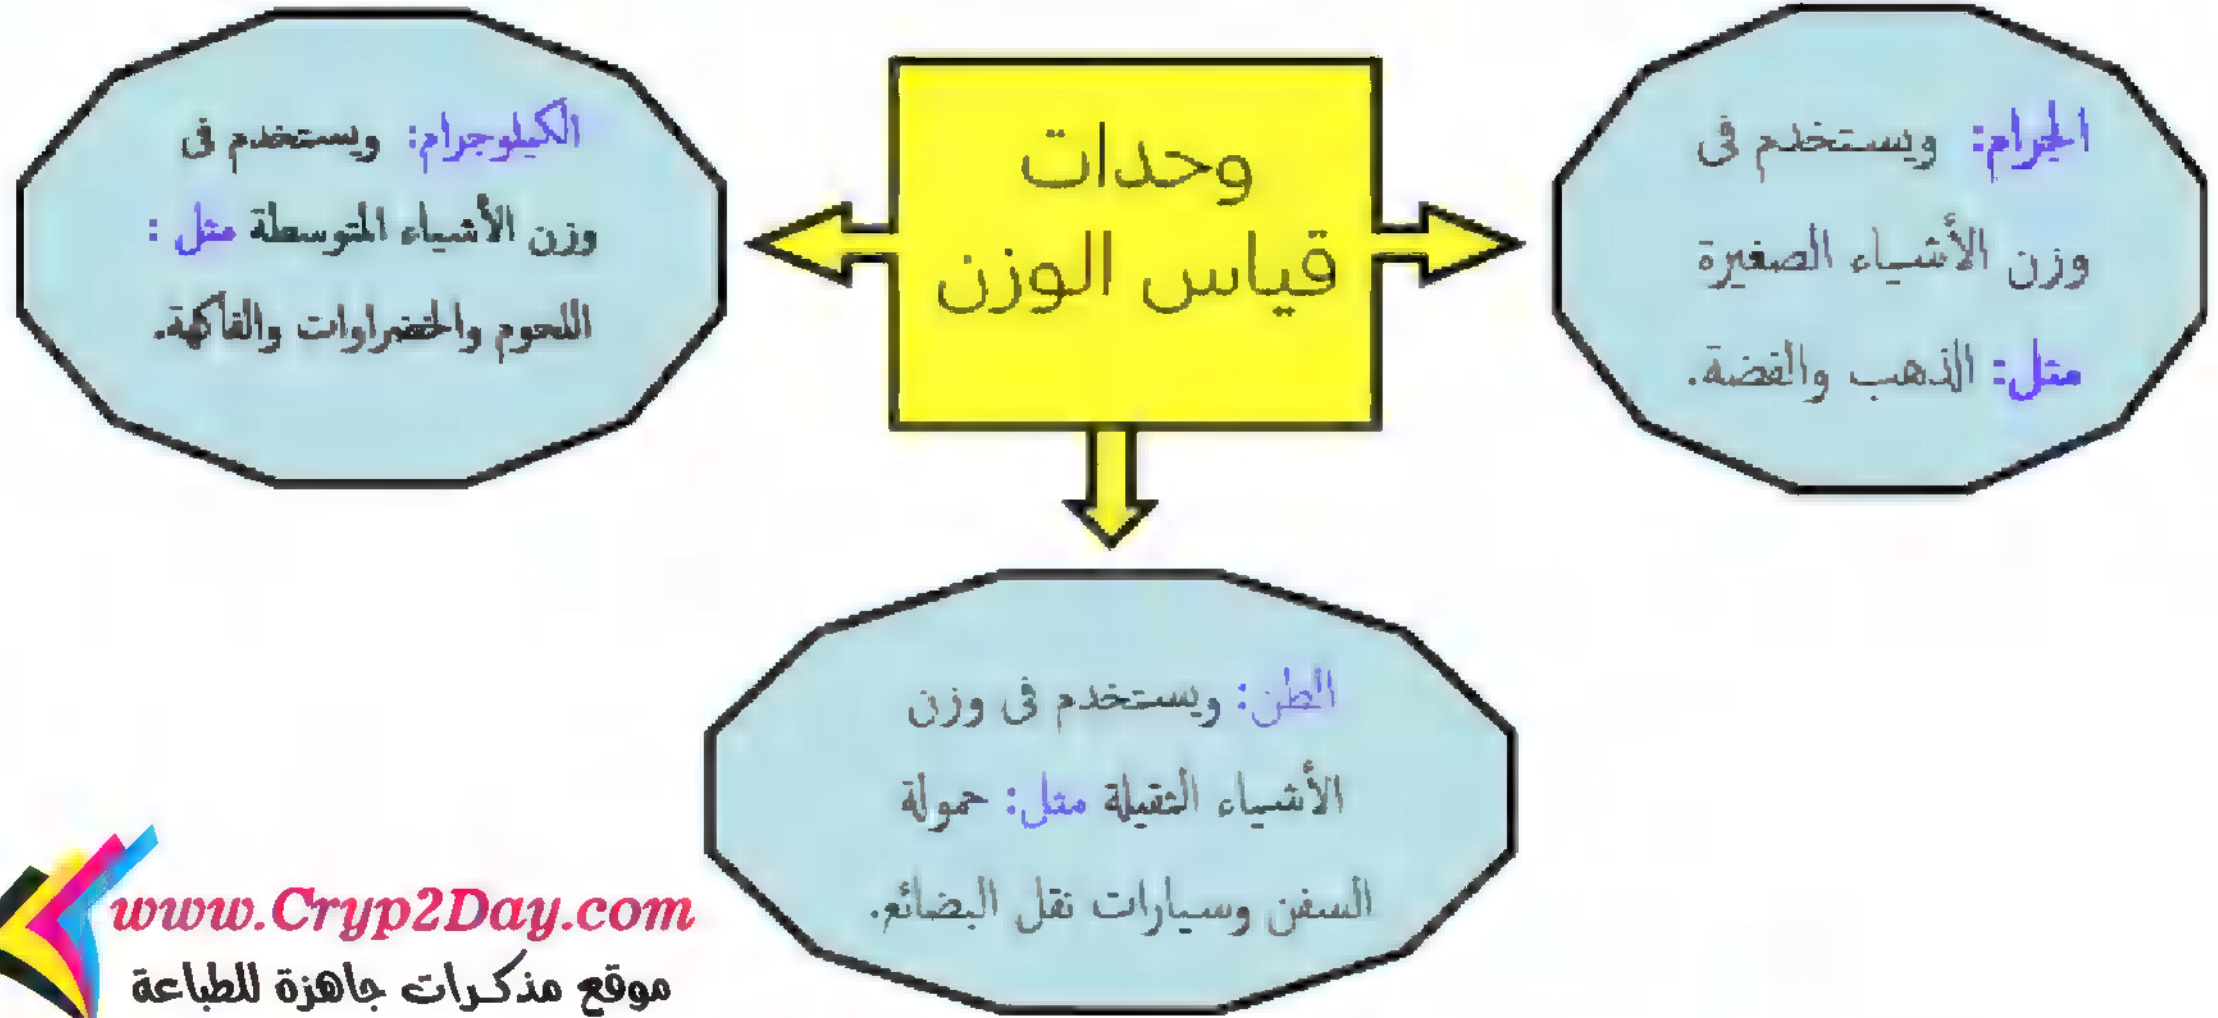 وحدات
قياس الوزن
الجرام: ويستخدم فى
وزن الأشياء الصغيرة
مثل: الذهب والفضة.
الكيلوجرام: ويستخدم فى
وزن الأشياء المتوسطة مثل :
اللحوم والخضراوات والفاكهة.
الطن: ويستخدم فى وزن
الأشياء الثقيلة مثل: حمولة
السفن وسيارات نقل البضائع.
www.Cryp2Day.com
موقع مذكرات جاهزة للطباعة